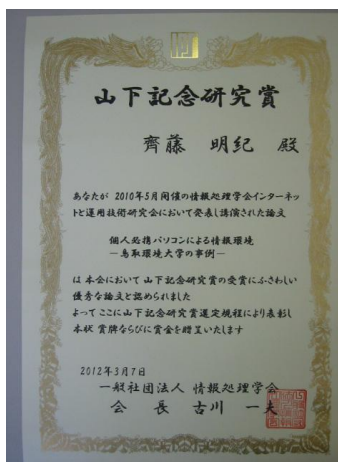 山下記念研究賞
齊藤 明紀 殿
あなたが 2010年5月開催の情報処理学会インターネッ
トと運用技術研究会において発表し講演された論文
個人必携パソコンによる情報環境
－鳥取環境大学の事例－
は 本会において 山下記念研究賞の受賞にふさわしい
優秀な論文と認められました
よって ここに山下記念研究賞選定規程により表彰し
本状 賞牌ならびに賞金を贈呈いたします
2012年3月7日
一般社団法人 情報処理学会
会 長 古川 一夫